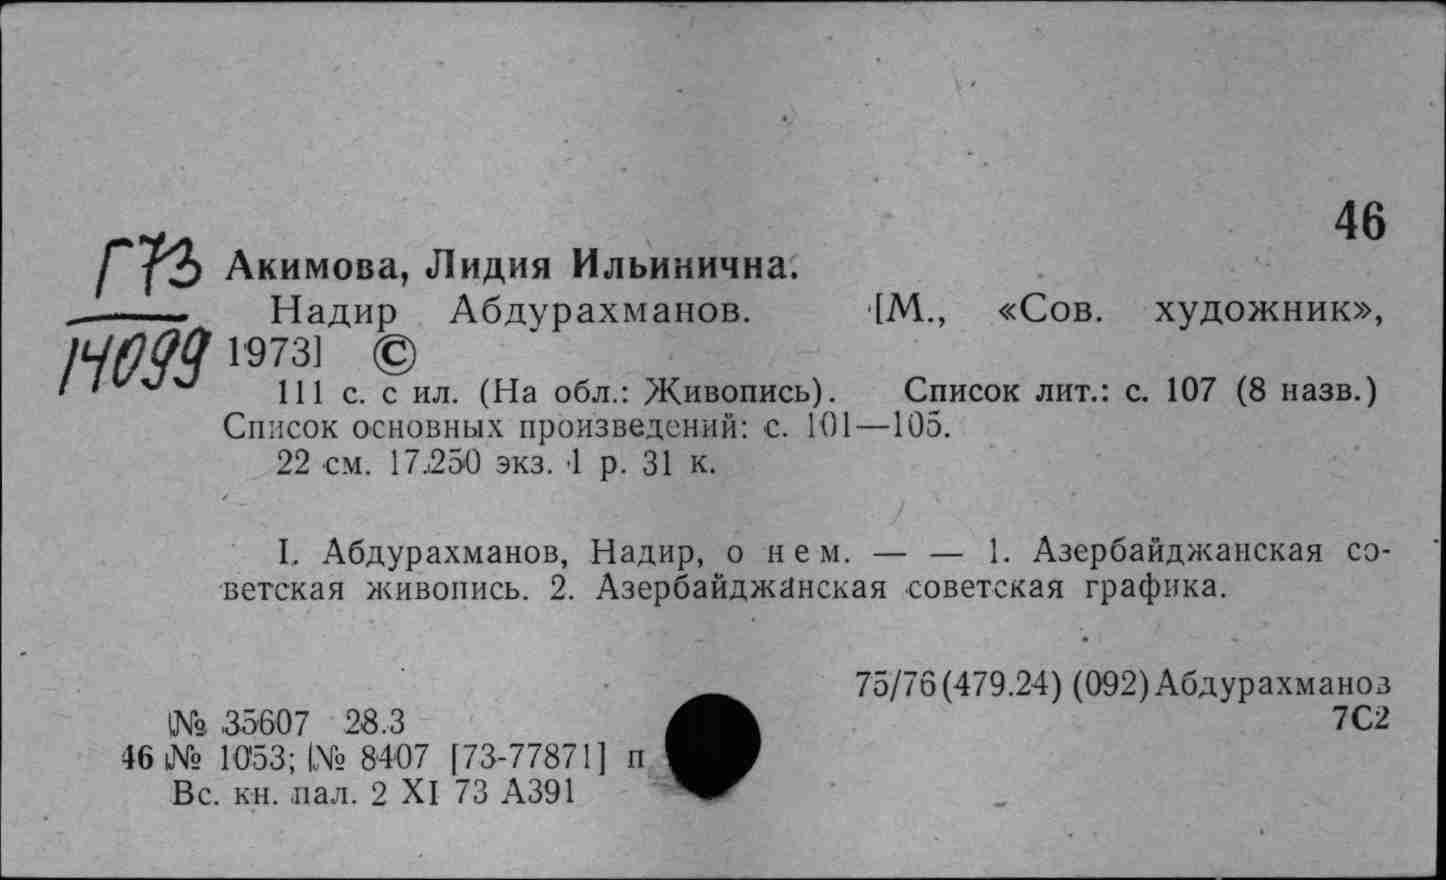 46
Г73
14099
Акимова, Лидия Ильинична.
Надир Абдурахманов. [М., «Сов. художник»,
1973] ©
111 с. с ил. (На обл.: Живопись). Список лит.: с. 107 (8 назв.)
Список основных произведений: с. 101—105.
22 см. 17.250 экз. 1 р. 31 к.
I. Абдурахманов, Надир, о нем. — — 1. Азербайджанская со-
ветская живопись. 2. Азербайджанская советская графика.
75/76(479.24) (092)Абдурахманов
7С2
№ 35607 28.3
46 № 1053; № 8407 [73-77871] п
Вс. кн. пал. 2 XI 73 А391